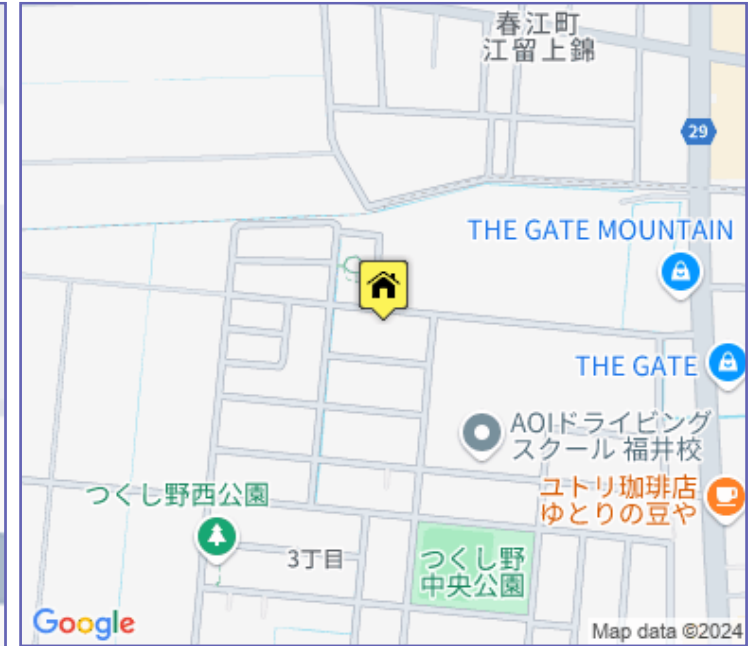 春江町
江留上錦
29
THE GATE MOUNTAIN
THE GATE
AOIドライビング
スクール 福井校
ユトリ珈琲店
ゆとりの豆や
つくし野西公園
3丁目
つくし野
中央公園
Google
Map data ©2024